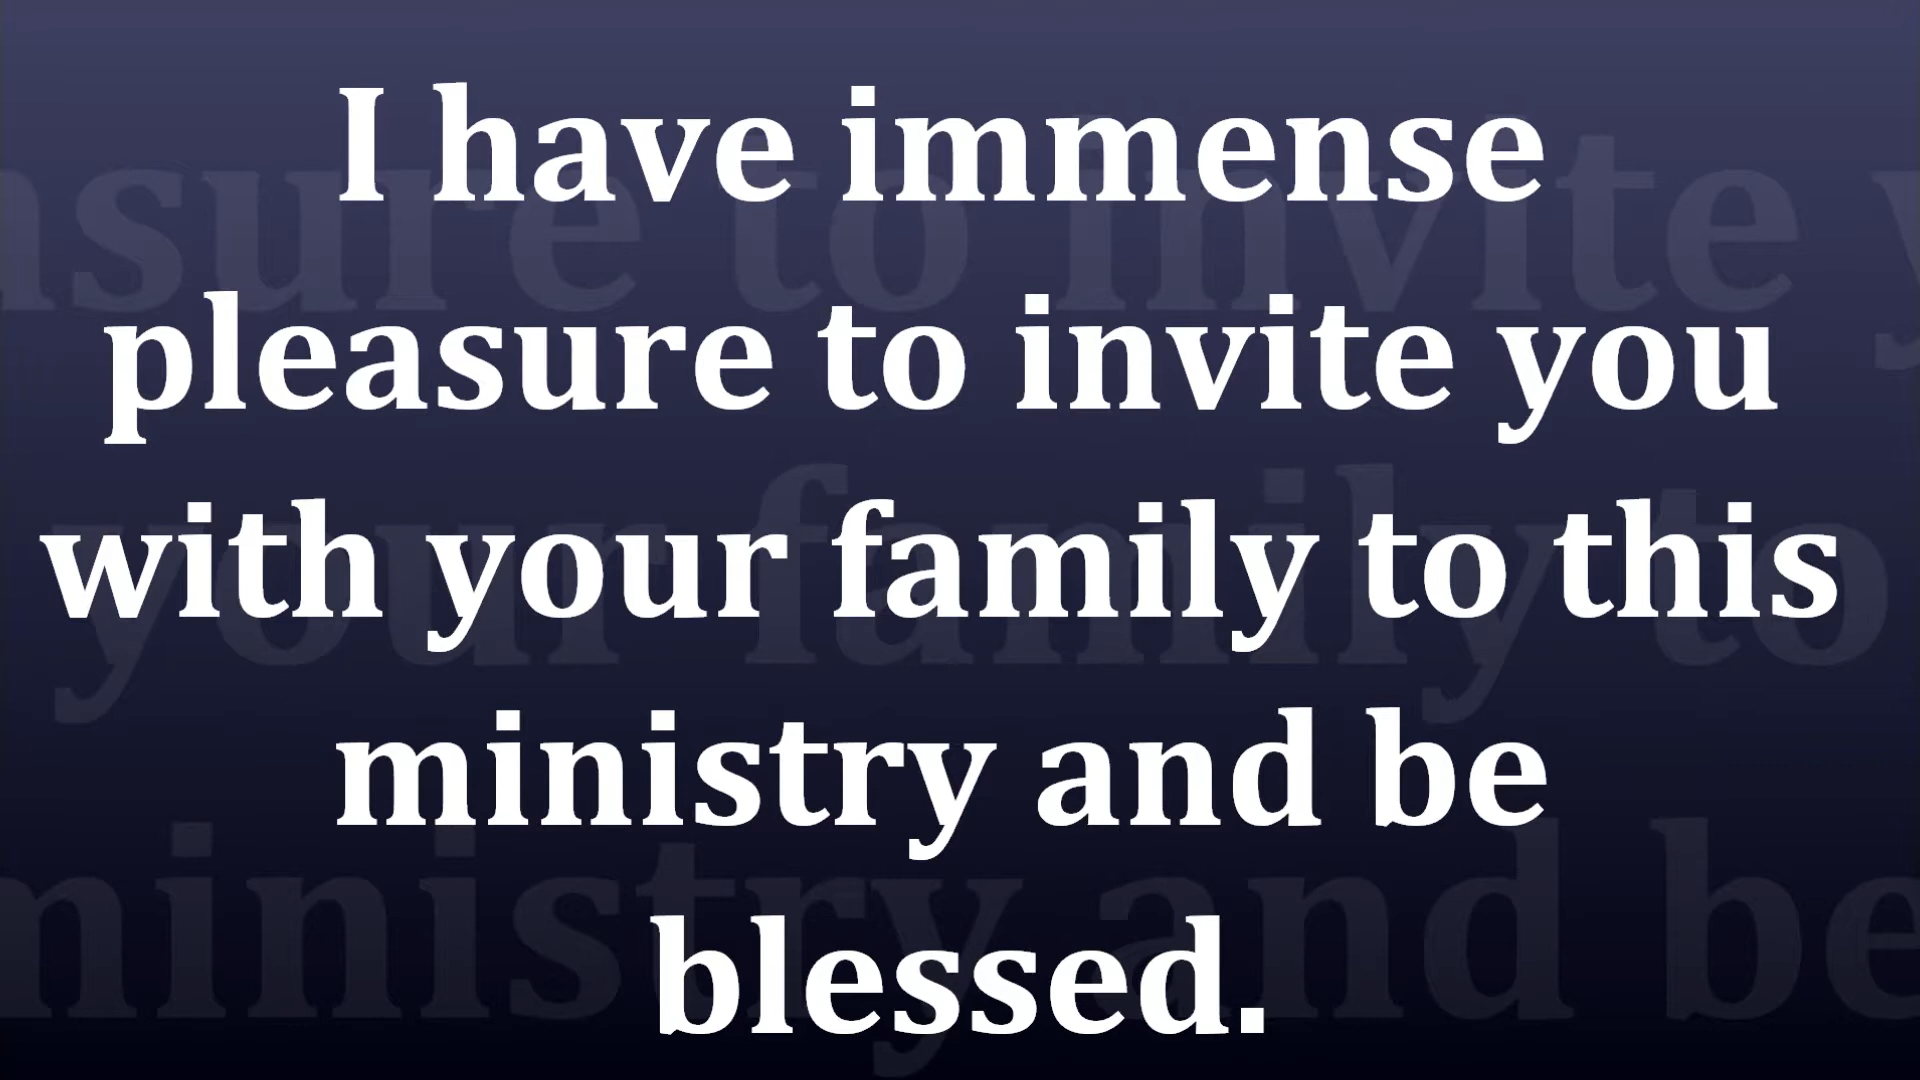 I have immense
pleasure to invite you
with your family to this
ministry and be
blessed.